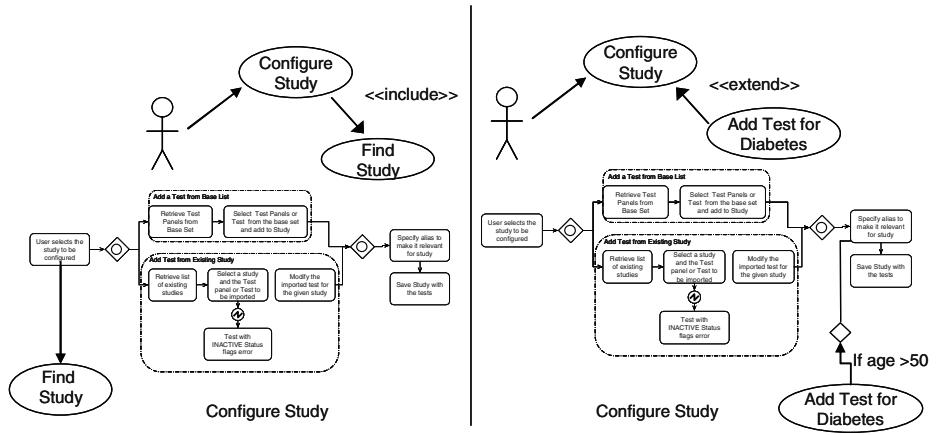 Configure
Study
<<include>>
Find
Study
Add a Test from Base List
Retrieve Test
Panels from
Base Set
Select Test Panels or
Test from the base set
and add to Study
User selects the
study to be
configured
Specify alias to
make it relevant
for study
Add Test from Existing Study
Retrieve list
of existing
studies
Select a study
and the Test
panel or Test to
be imported
Modify the
imported test for
the given study
Save Study with
the tests
Test with
INACTIVE Status
flags error
Find
Study
Configure Study
Configure
Study
<<extend>>
Add Test for
Diabetes
Add a Test from Base List
Retrieve Test
Panels from
Base Set
Select Test Panels or
Test from the base set
and add to Study
User selects the
study to be
configured
Specify alias to
make it relevant
for study
Add Test from Existing Study
Retrieve list
of existing
studies
Select a study
and the Test
panel or Test to
be imported
Modify the
imported test for
the given study
Save Study with
the tests
Test with
INACTIVE Status
flags error
If age >50
Add Test for
Diabetes
Configure Study